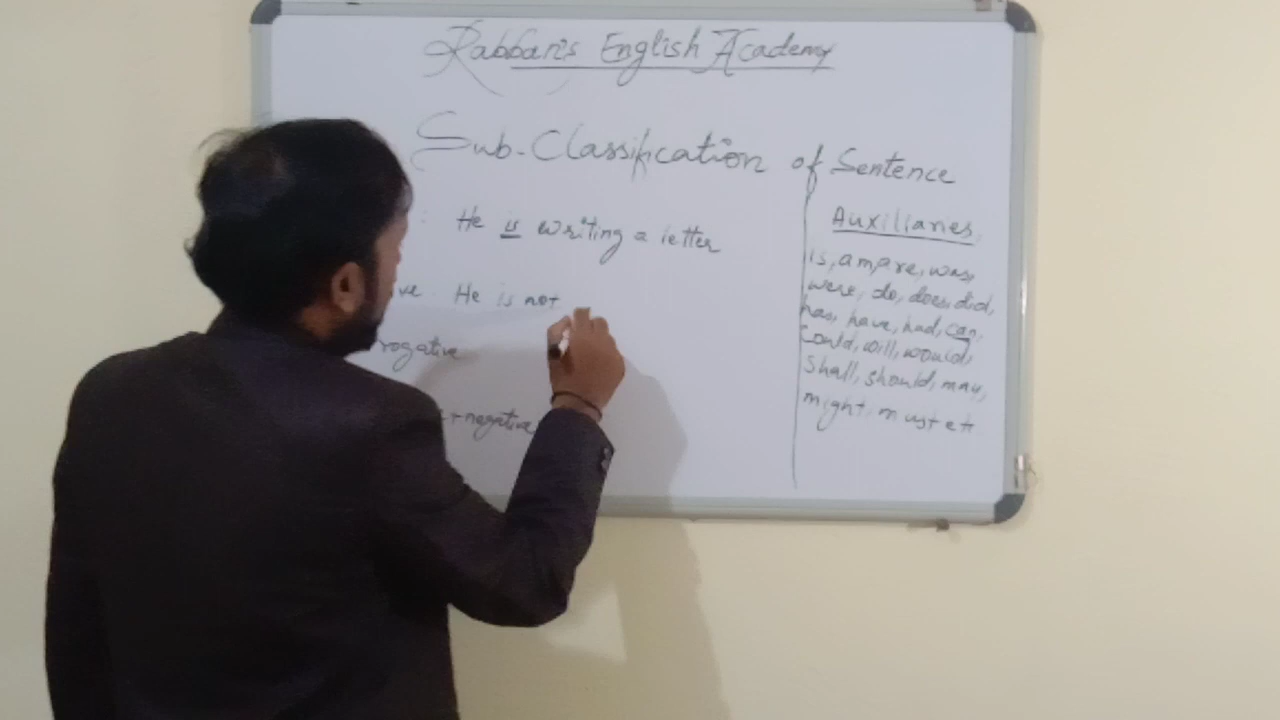 Rabbani's English Academy
Sub-Classification of Sentence
: He is writing a letter
ve. He is not
rogative
r+negative
Auxiliaries,
is, am, are, was,
were, do, does, did,
has, have, had, can,
Could, will, would,
Shall, should, may,
might, must etc